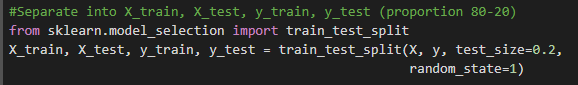 #Separate into X_train, X_test, y_train, y_test (proportion 80-20)
from sklearn.model_selection import train_test_split
X_train, X_test, y_train, y_test = train_test_split(X, y, test_size=0.2,
random_state=1)